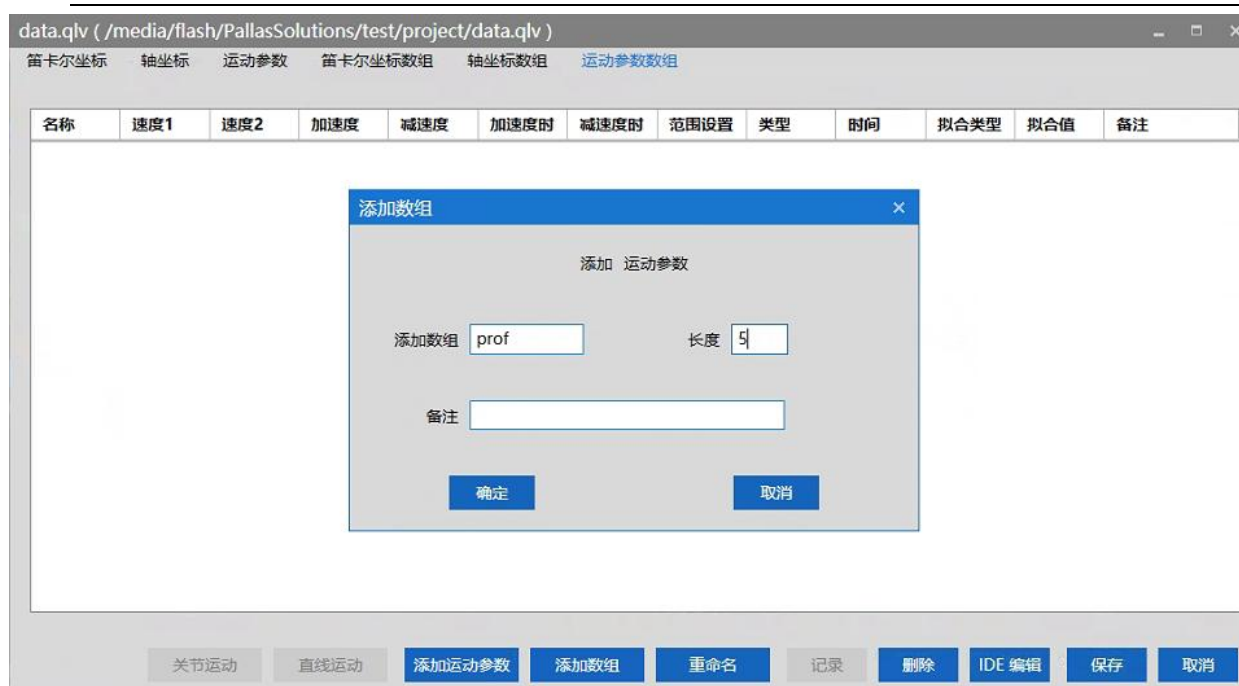 data.qlv ( /media/flash/PallasSolutions/test/project/data.qlv )
笛卡尔坐标 轴坐标 运动参数 笛卡尔坐标数组 轴坐标数组 运动参数数组
名称 速度1 速度2 加速度 减速度 加速度时 减速度时 范围设置 类型 时间 拟合类型 拟合值 备注
添加数组
添加 运动参数
添加数组 prof 长度 5
备注
确定 取消
关节运动 直线运动 添加运动参数 添加数组 重命名 记录 删除 IDE 编辑 保存 取消